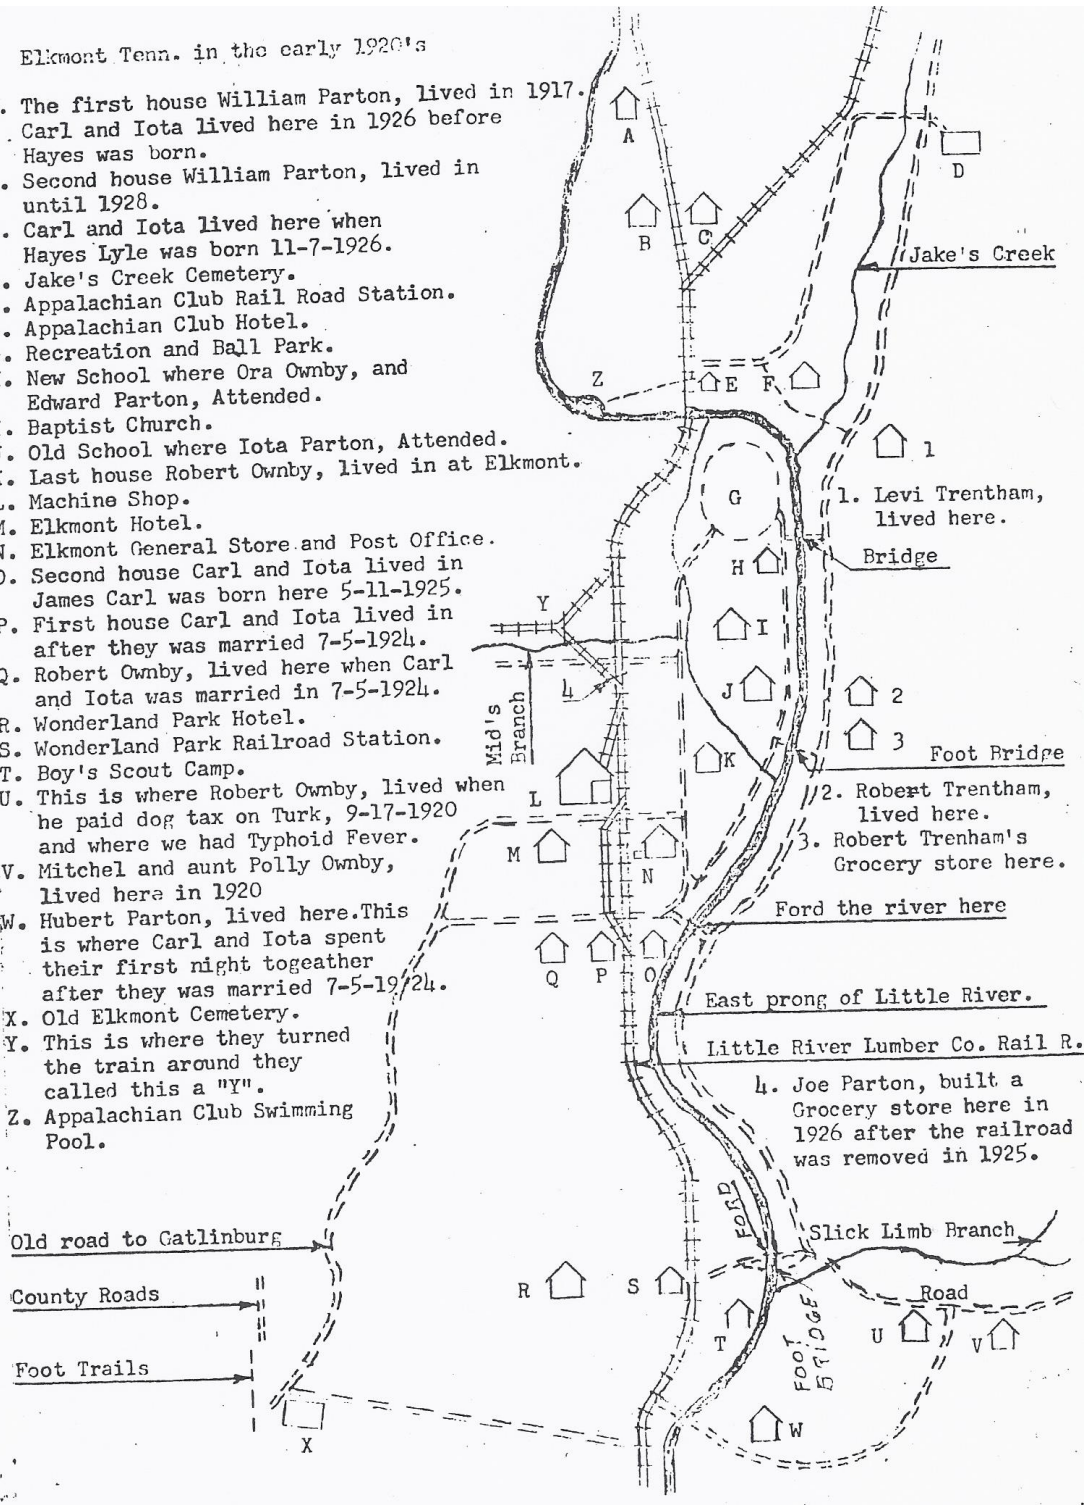 Elkmont Tenn. in the early 1920's
. The first house William Parton, lived in 1917.
. Carl and Iota lived here in 1926 before
Hayes was born.
. Second house William Parton, lived in
until 1928.
. Carl and Iota lived here when
Hayes Lyle was born 11-7-1926.
. Jake's Creek Cemetery.
. Appalachian Club Rail Road Station.
. Appalachian Club Hotel.
. Recreation and Ball Park.
. New School where Ora Ownby, and
Edward Parton, Attended.
. Baptist Church.
. Old School where Iota Parton, Attended.
. Last house Robert Ownby, lived in at Elkmont.
. Machine Shop.
M. Elkmont Hotel.
N. Elkmont General Store and Post Office.
O. Second house Carl and Iota lived in
James Carl was born here 5-11-1925.
P. First house Carl and Iota lived in
after they was married 7-5-1924.
Q. Robert Ownby, lived here when Carl
and Iota was married in 7-5-1924.
R. Wonderland Park Hotel.
S. Wonderland Park Railroad Station.
T. Boy's Scout Camp.
U. This is where Robert Ownby, lived when
he paid dog tax on Turk, 9-17-1920
and where we had Typhoid Fever.
V. Mitchel and aunt Polly Ownby,
lived here in 1920
W. Hubert Parton, lived here.This
is where Carl and Iota spent
their first night togeather
after they was married 7-5-19/24.
X. Old Elkmont Cemetery.
Y. This is where they turned
the train around they
called this a "Y".
Z. Appalachian Club Swimming
Pool.
Old road to Gatlinburg
County Roads
Foot Trails
A
B
C
D
Jake's Creek
Z
E
F
1
G
1. Levi Trentham,
lived here.
Bridge
H
Y
I
4
J
2
Mid's
Branch
3
K
Foot Bridge
L
2. Robert Trentham,
lived here.
3. Robert Trenham's
Grocery store here.
M
N
Ford the river here
Q
P
O
East prong of Little River.
Little River Lumber Co. Rail R.
4. Joe Parton, built a
Grocery store here in
1926 after the railroad
was removed in 1925.
FORD
Slick Limb Branch
R
S
Road
T
FOOT
BRIDGE
U
V
W
X